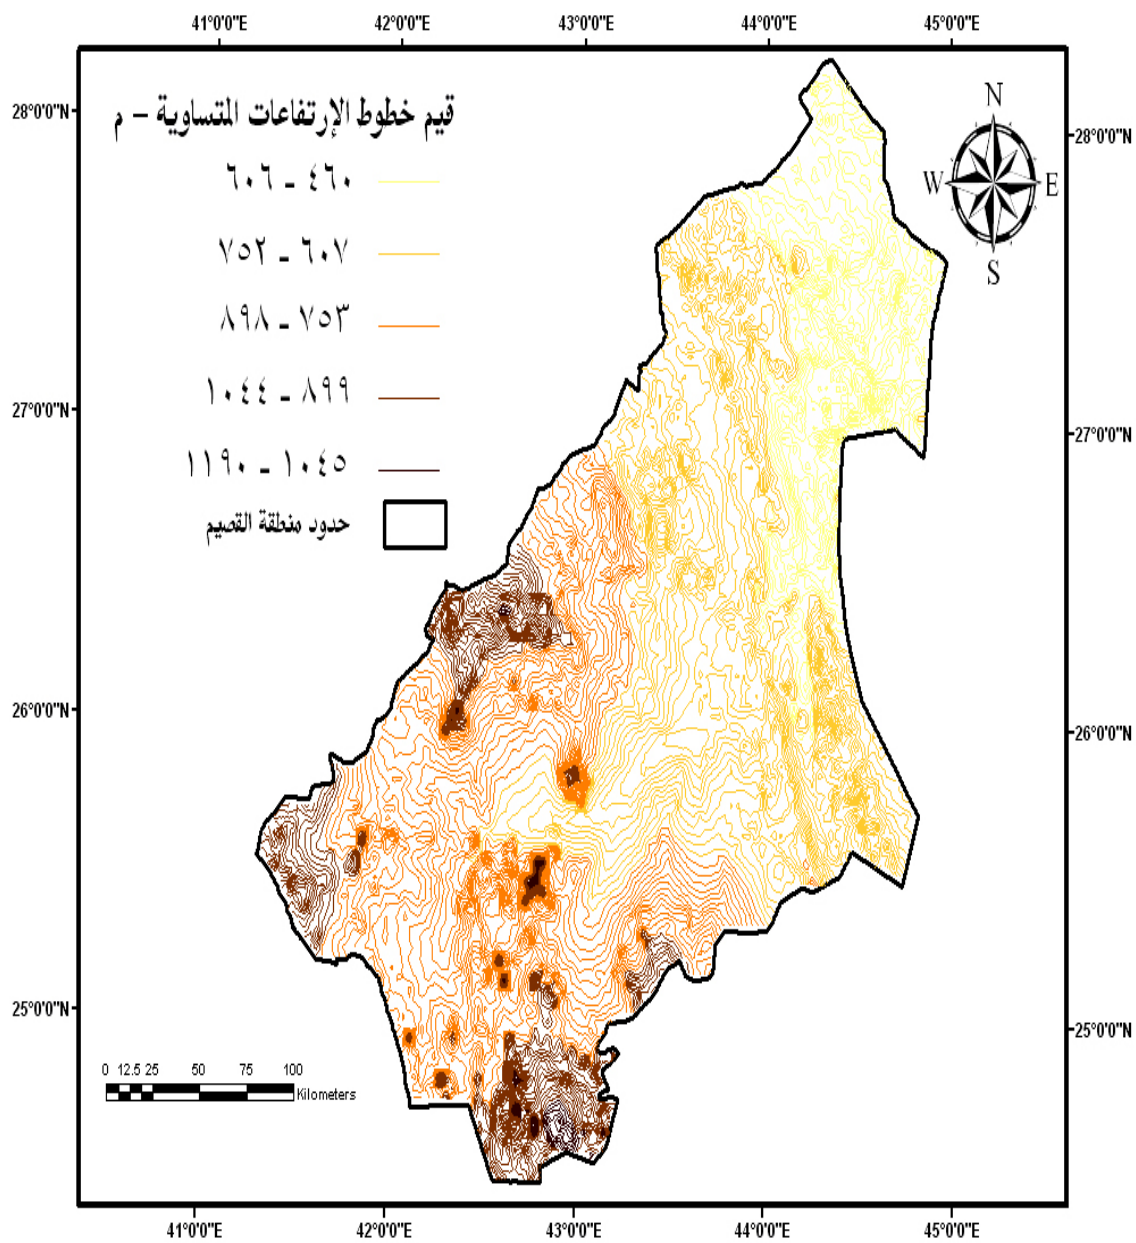 41°0'0"E 42°0'0"E 43°0'0"E 44°0'0"E 45°0'0"E
28°0'0"N
27°0'0"N
26°0'0"N
25°0'0"N
قيم خطوط الإرتفاعات المتساوية - م
٤٦٠ - ٦٠٦
٦٠٧ - ٧٥٢
٧٥٣ - ٨٩٨
٨٩٩ - ١٠٤٤
١٠٤٥ - ١١٩٠
حدود منطقة القصيم
N
W E
S
28°0'0"N
27°0'0"N
26°0'0"N
25°0'0"N
0 12.5 25 50 75 100
Kilometers
41°0'0"E 42°0'0"E 43°0'0"E 44°0'0"E 45°0'0"E